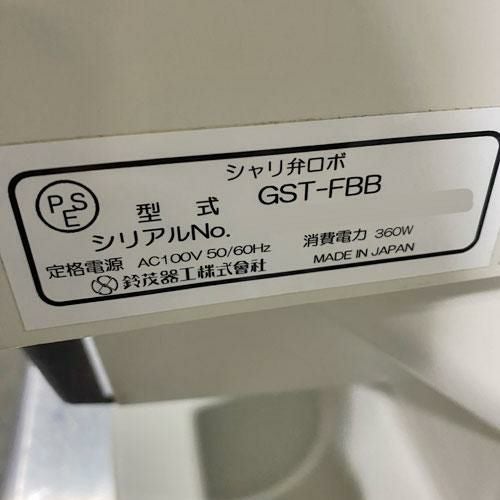 シャリ弁ロボ
PSE
型式 GST-FBB
シリアルNo.
定格電源 AC100V 50/60Hz 消費電力 360W
鈴茂器工株式會社 MADE IN JAPAN